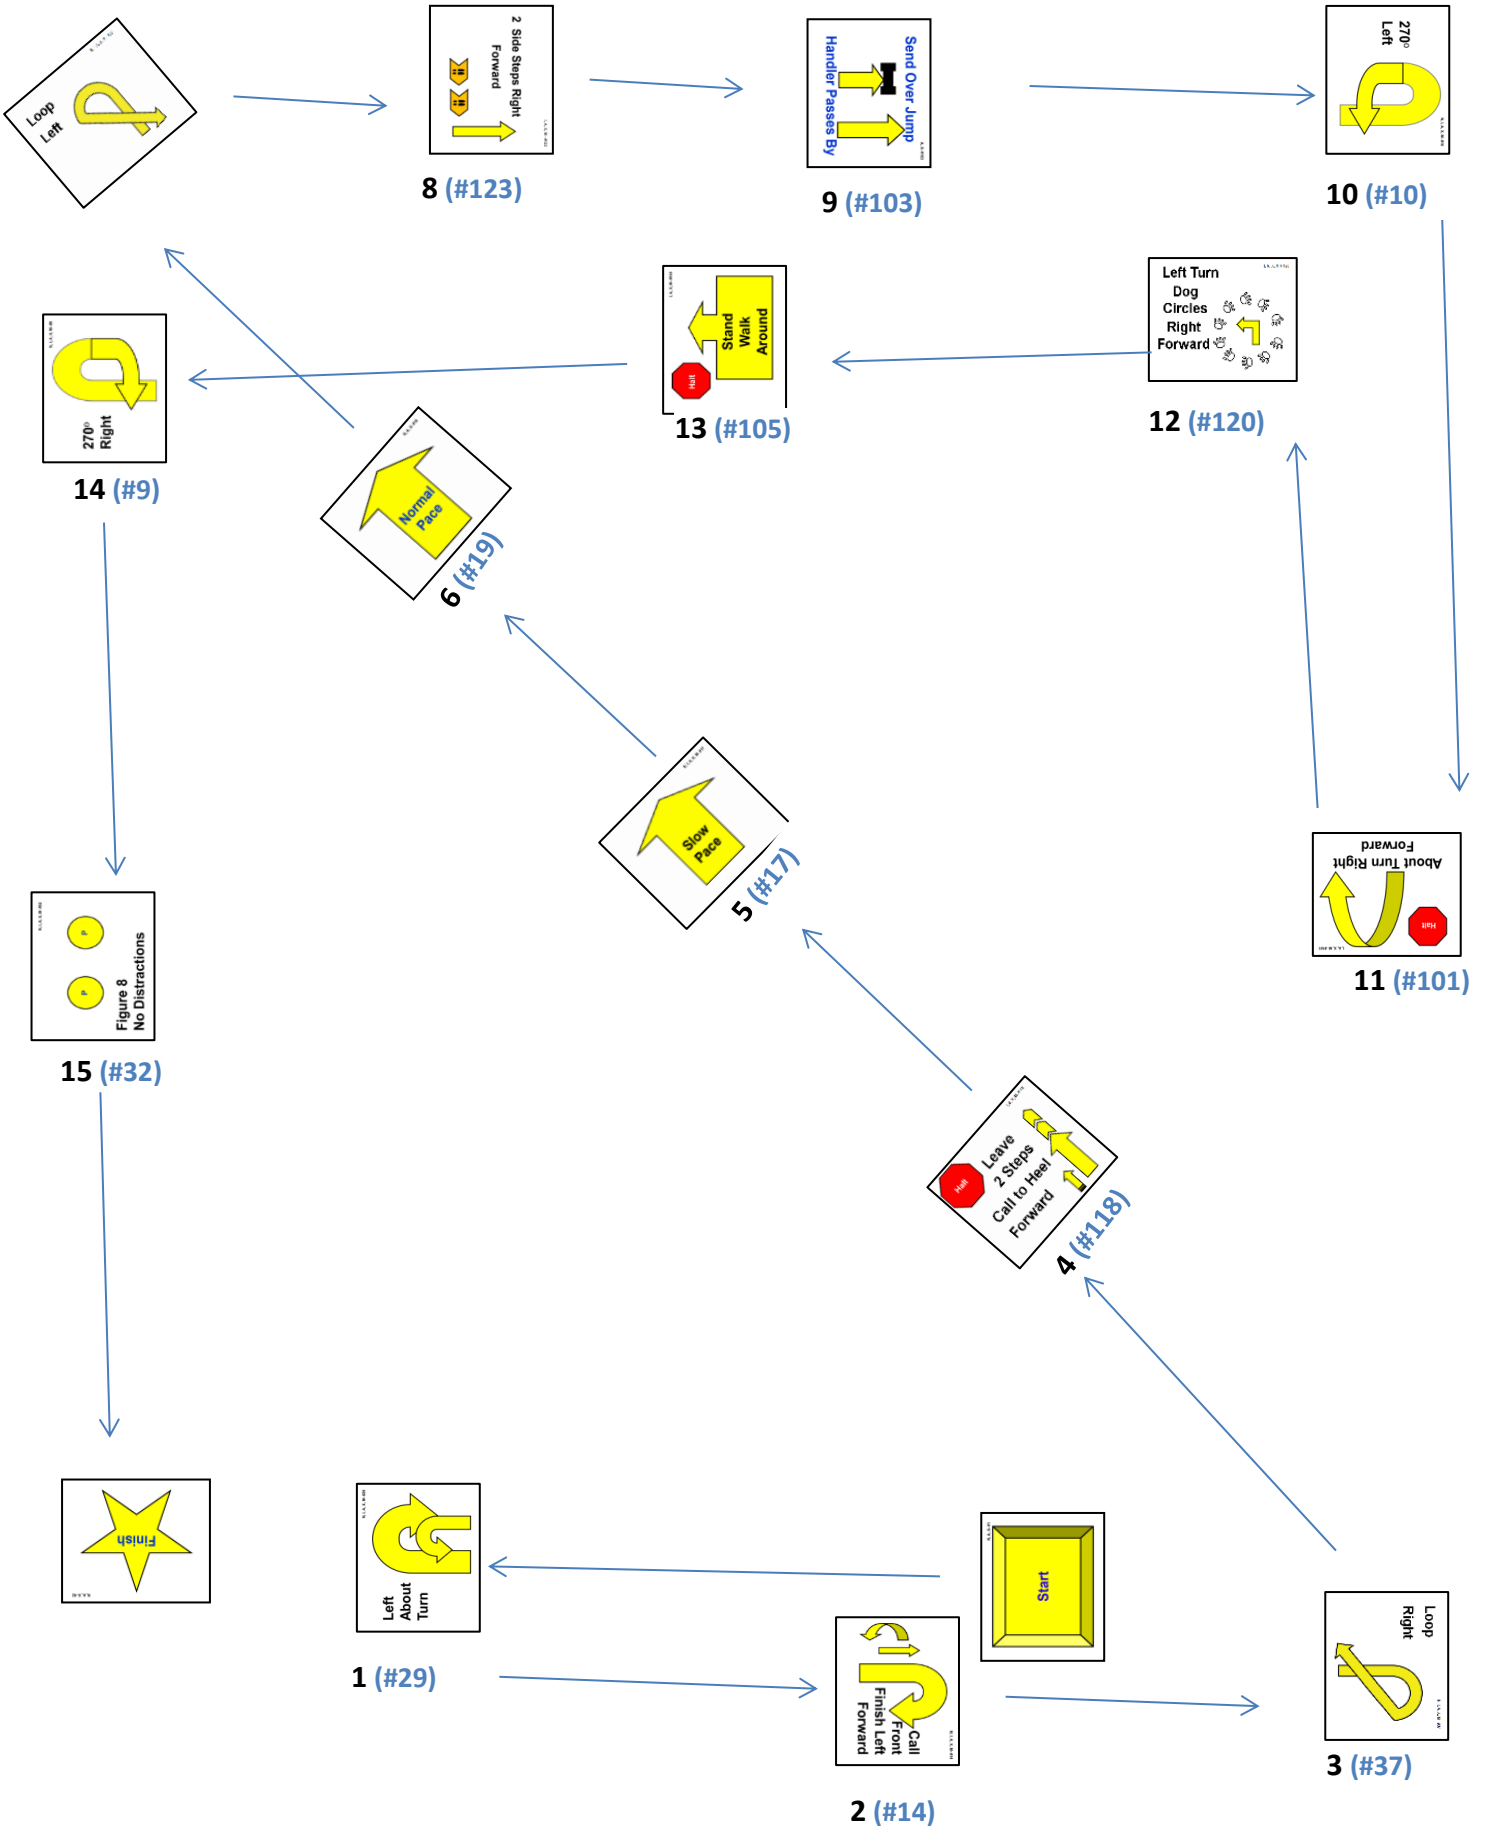 Loop
Left
2 Side Steps Right
Forward
8 (#123)
Send Over Jump
Handler Passes By
9 (#103)
270º
Left
10 (#10)
Left Turn
Dog
Circles
Right
Forward
12 (#120)
Stand
Walk
Around
Halt
13 (#105)
270º
Right
14 (#9)
Normal
Pace
6 (#19)
Slow
Pace
5 (#17)
About Turn Right
Forward
Halt
11 (#101)
P
P
Figure 8
No Distractions
15 (#32)
Halt
Leave
2 Steps
Call to Heel
Forward
4 (#118)
Finish
Left
About
Turn
1 (#29)
Start
Call
Front
Finish Left
Forward
2 (#14)
Loop
Right
3 (#37)